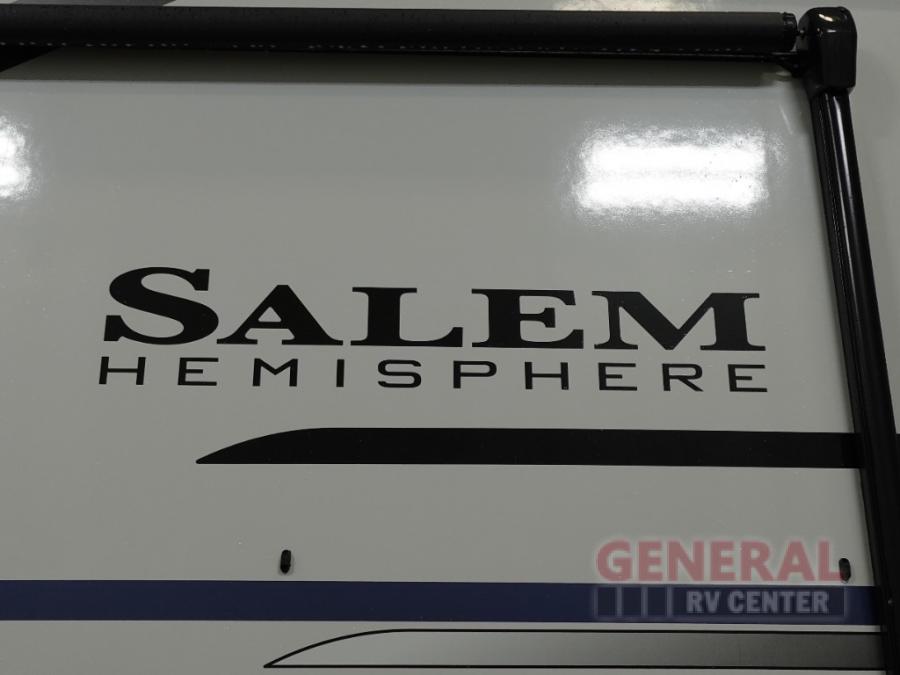 SALEM
HEMISPHERE
GENERAL
RV CENTER